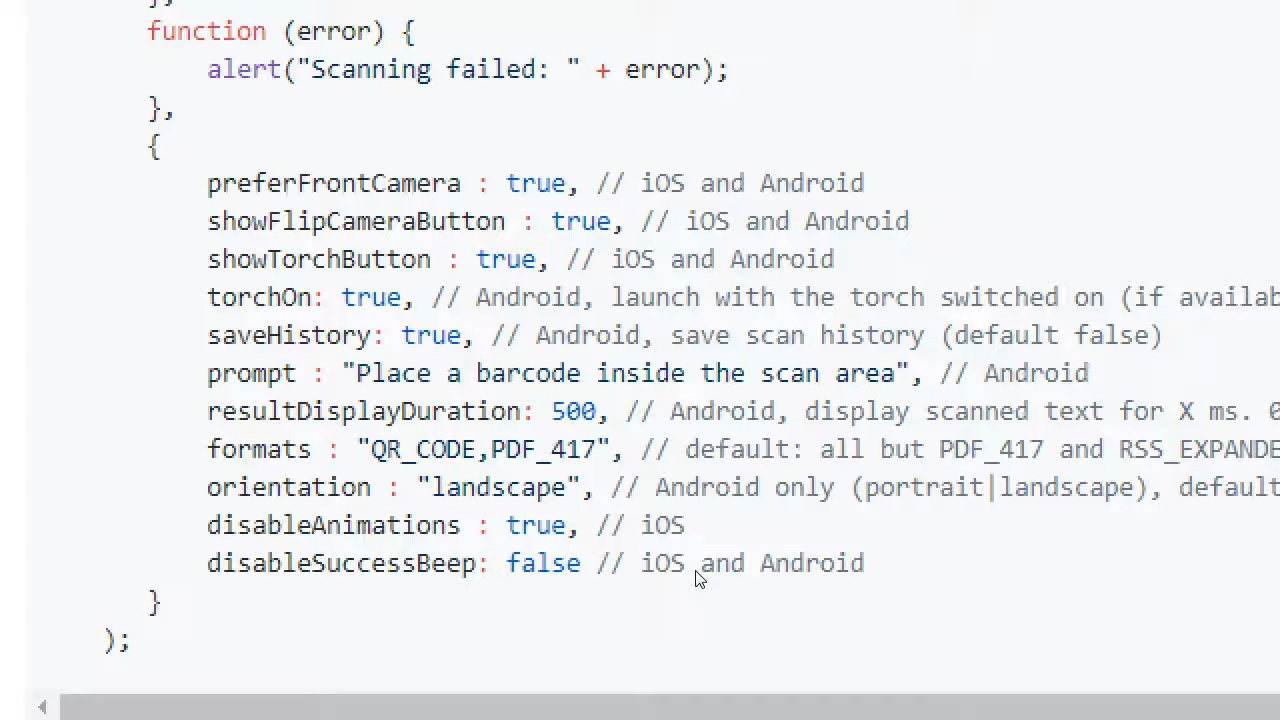 },
function (error) {
alert("Scanning failed: " + error);
},
{
preferFrontCamera : true, // iOS and Android
showFlipCameraButton : true, // iOS and Android
showTorchButton : true, // iOS and Android
torchOn: true, // Android, launch with the torch switched on (if
saveHistory: true, // Android, save scan history (default false)
prompt : "Place a barcode inside the scan area", // Android
resultDisplayDuration: 500, // Android, display scanned text for X ms.
formats : "QR_CODE,PDF_417", // default: all but PDF_417 and
orientation : "landscape", // Android only (portrait|landscape), default
disableAnimations : true, // iOS
disableSuccessBeep: false // iOS and Android
}
);